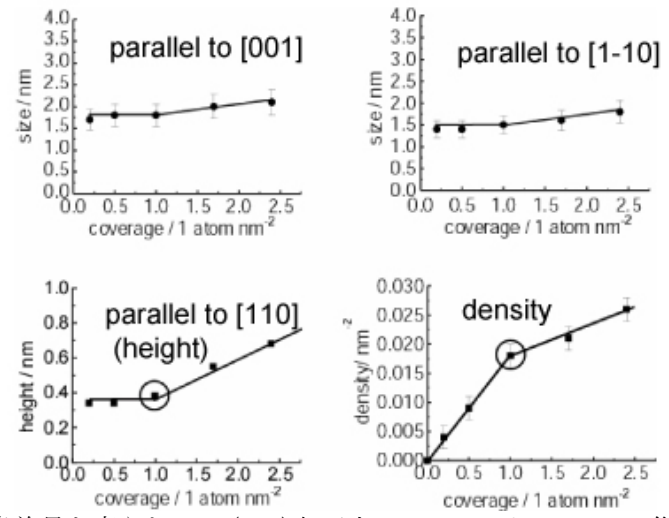 4.0
3.5
3.0
2.5
2.0
1.5
1.0
0.5
0.0
size / nm
parallel to [001]
0.0 0.5 1.0 1.5 2.0 2.5
coverage / 1 atom nm-2
4.0
3.5
3.0
2.5
2.0
1.5
1.0
0.5
0.0
size / nm
parallel to [1-10]
0.0 0.5 1.0 1.5 2.0 2.5
coverage / 1 atom nm-2
1.0
0.8
0.6
0.4
0.2
0.0
height / nm
parallel to [110]
(height)
0.0 0.5 1.0 1.5 2.0 2.5
coverage / 1 atom nm-2
0.030
0.025
0.020
0.015
0.010
0.005
0.000
density/ nm-2
density
0.0 0.5 1.0 1.5 2.0 2.5
coverage / 1 atom nm-2